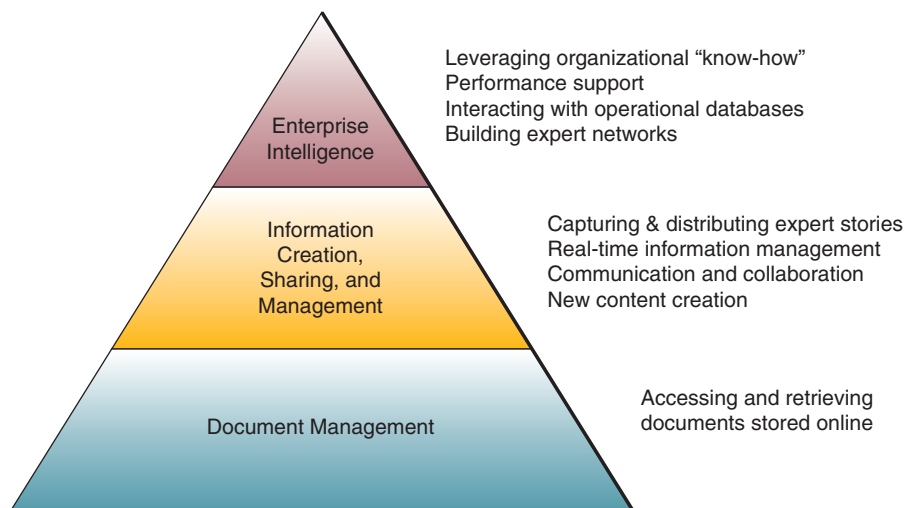 Enterprise
Intelligence
Leveraging organizational “know-how”
Performance support
Interacting with operational databases
Building expert networks
Information
Creation,
Sharing, and
Management
Capturing & distributing expert stories
Real-time information management
Communication and collaboration
New content creation
Document Management
Accessing and retrieving
documents stored online